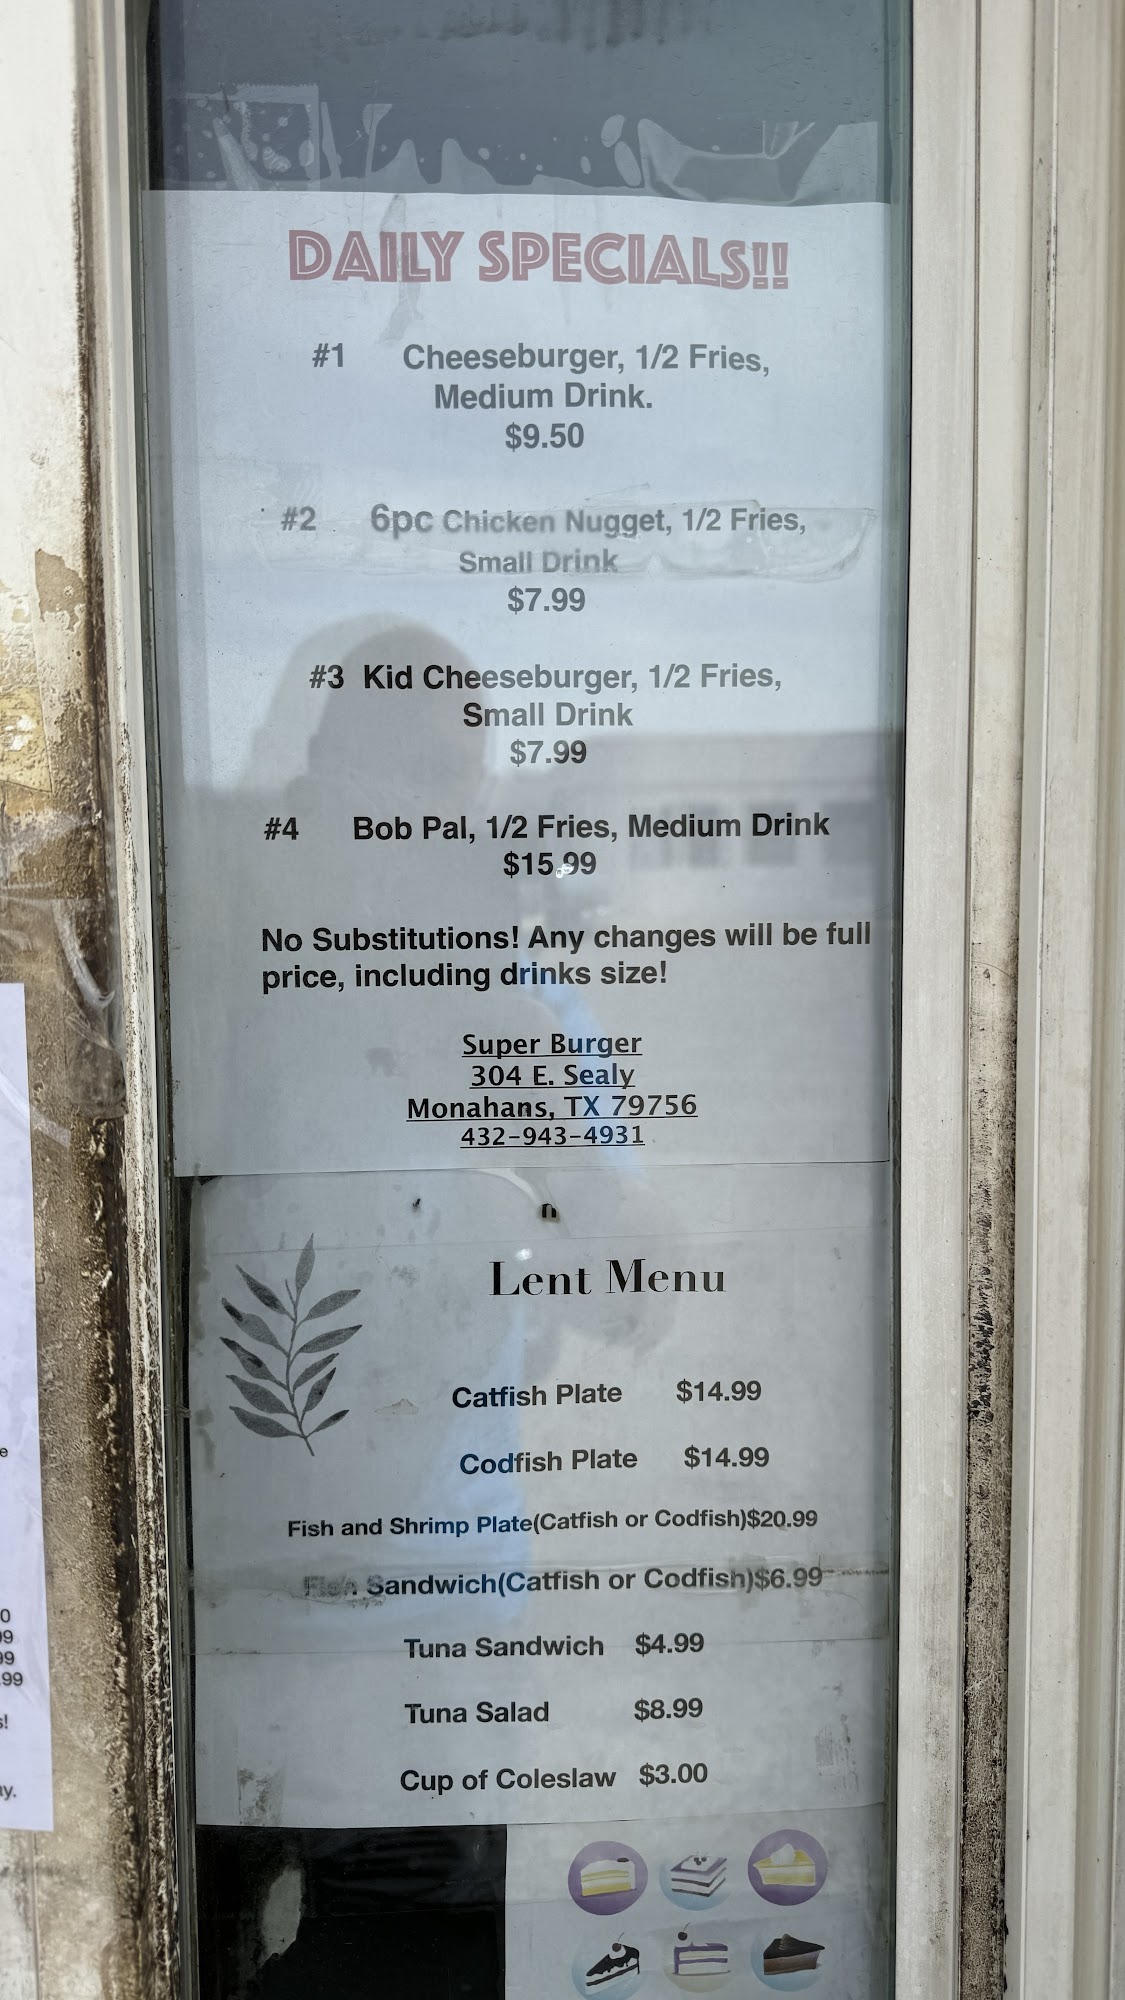 DAILY SPECIALS!!
#1 Cheeseburger, 1/2 Fries,
Medium Drink.
$9.50
#2 6pc Chicken Nugget, 1/2 Fries,
Small Drink
$7.99
#3 Kid Cheeseburger, 1/2 Fries,
Small Drink
$7.99
#4 Bob Pal, 1/2 Fries, Medium Drink
$15.99
No Substitutions! Any changes will be full
price, including drinks size!
Super Burger
304 E. Sealy
Monahans, TX 79756
432-943-4931
Lent Menu
Catfish Plate $14.99
Codfish Plate $14.99
Fish and Shrimp Plate(Catfish or Codfish)$20.99
Fish Sandwich(Catfish or Codfish)$6.99
Tuna Sandwich $4.99
Tuna Salad $8.99
Cup of Coleslaw $3.00